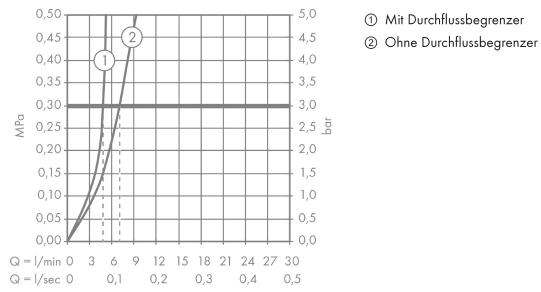 0,50 5,0
0,45 4,5
0,40 4,0
0,35 3,5
0,30 3,0
0,25 2,5
0,20 2,0
0,15 1,5
0,10 1,0
0,05 0,5
0,00 0,0
MPa
bar
1
2
Q = l/min 0 3 6 9 12 15 18 21 24 27 30
Q = l/sec 0 0,1 0,2 0,3 0,4 0,5
① Mit Durchflussbegrenzer
② Ohne Durchflussbegrenzer